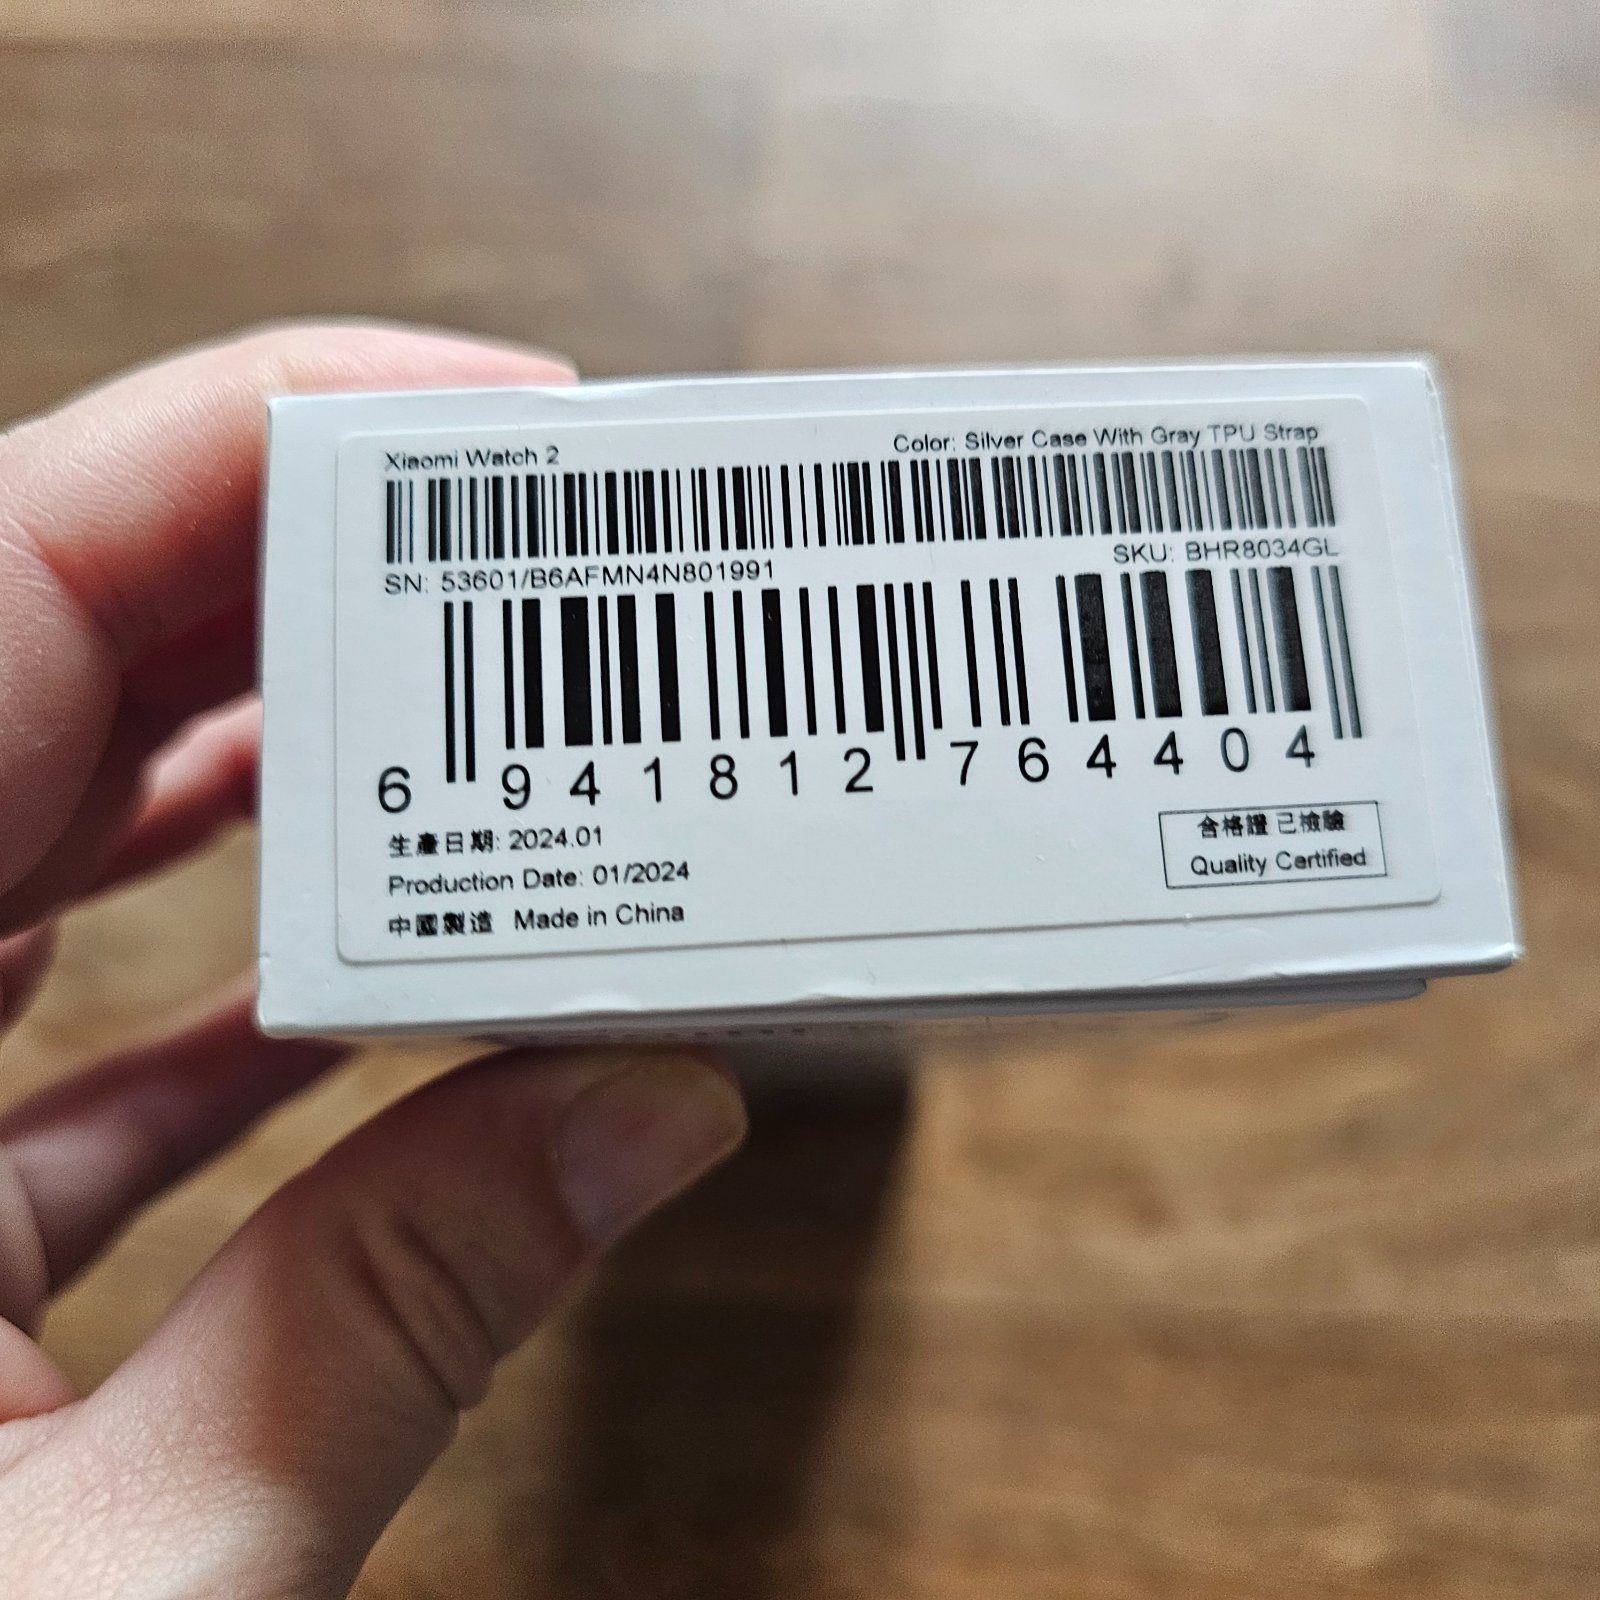 Xiaomi Watch 2
Color: Silver Case With Gray TPU Strap
SN: 53601/B6AFMN4N801991
SKU: BHR8034GL
6 941812 764404
生產日期: 2024.01
Production Date: 01/2024
中國製造 Made in China
合格證 已檢驗
Quality Certified